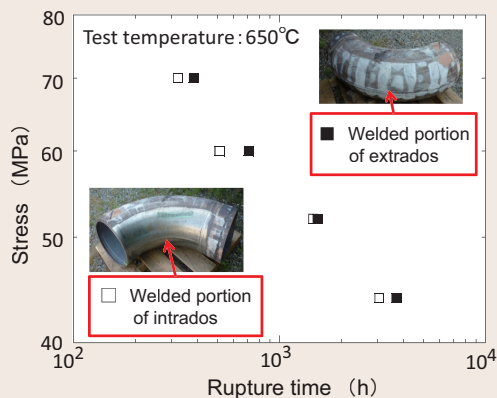 80
70
60
50
40
Stress (MPa)
Test temperature：650℃
■ Welded portion
of extrados
□ Welded portion
of intrados
10²
10³
10⁴
Rupture time (h)